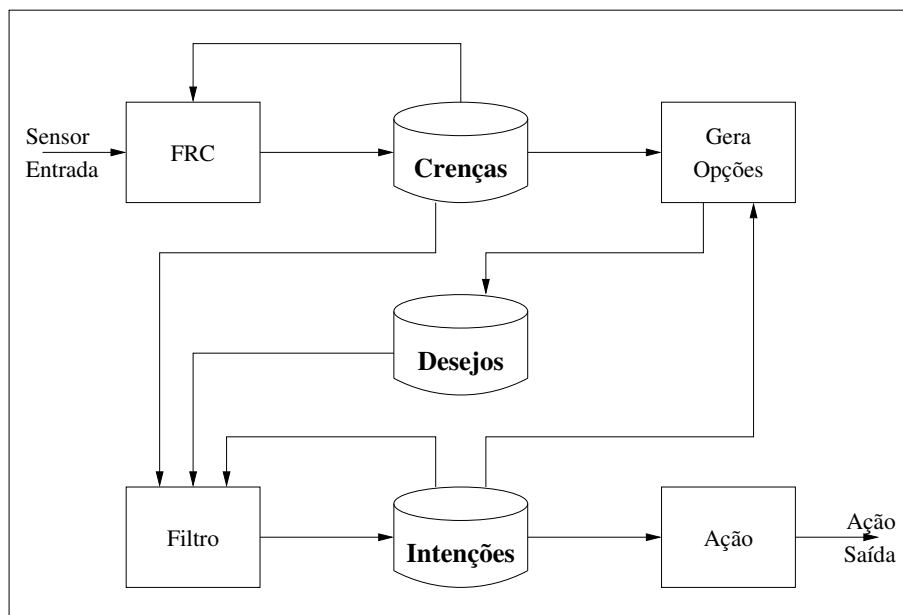 Sensor
Entrada
FRC
Crenças
Gera
Opções
Desejos
Filtro
Intenções
Ação
Ação
Saída